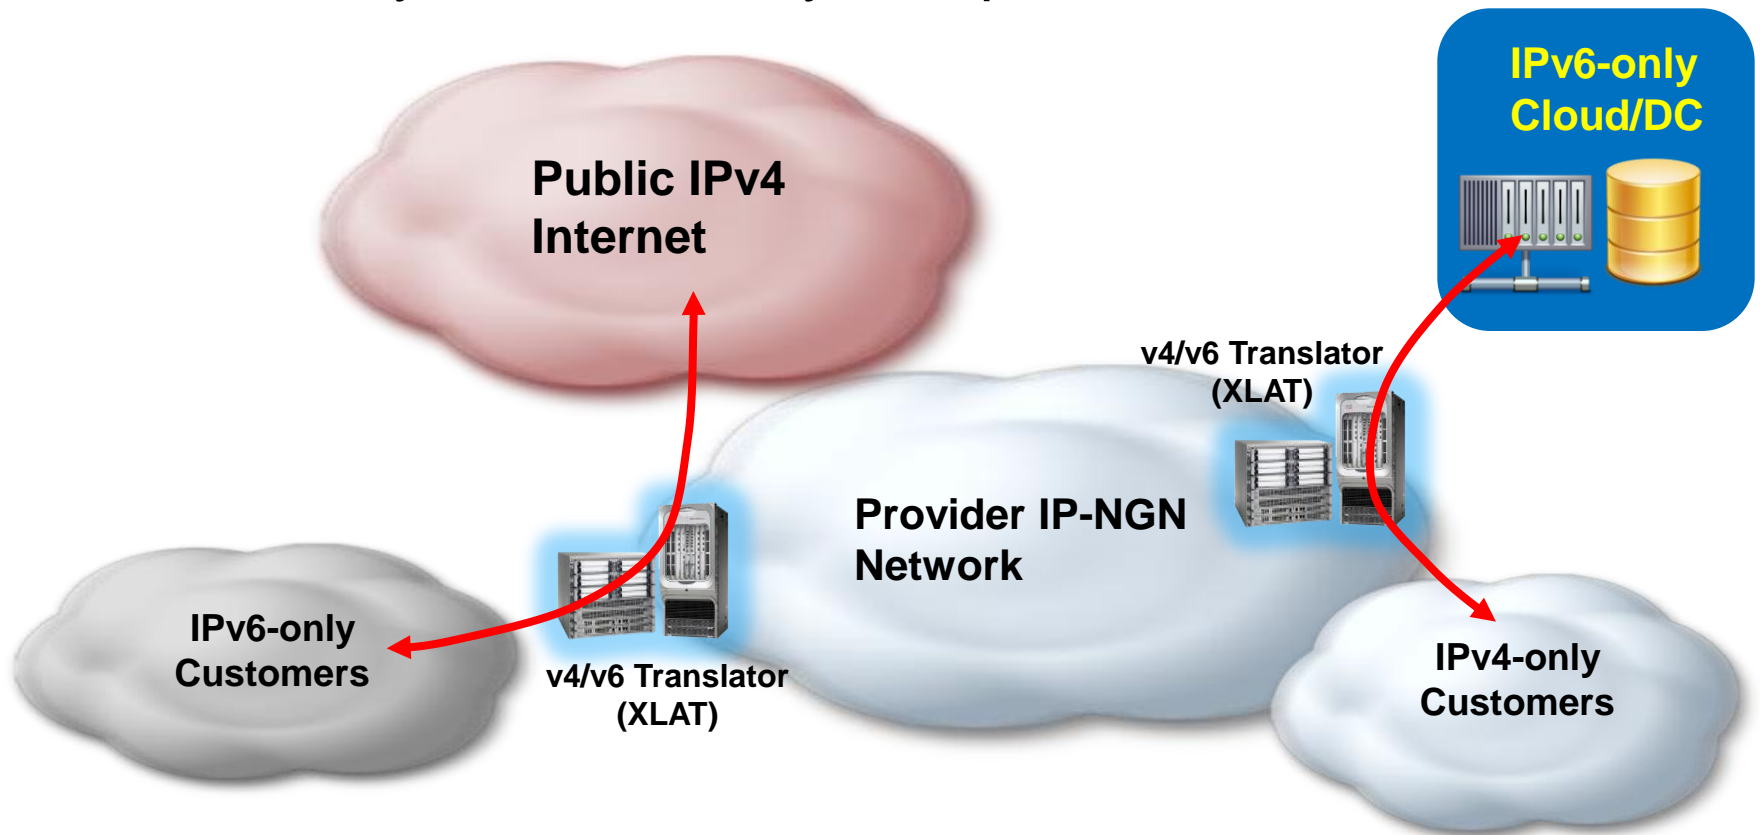 IPv6-only
Cloud/DC
Public IPv4
Internet
v4/v6 Translator
(XLAT)
Provider IP-NGN
Network
IPv6-only
Customers
v4/v6 Translator
(XLAT)
IPv4-only
Customers